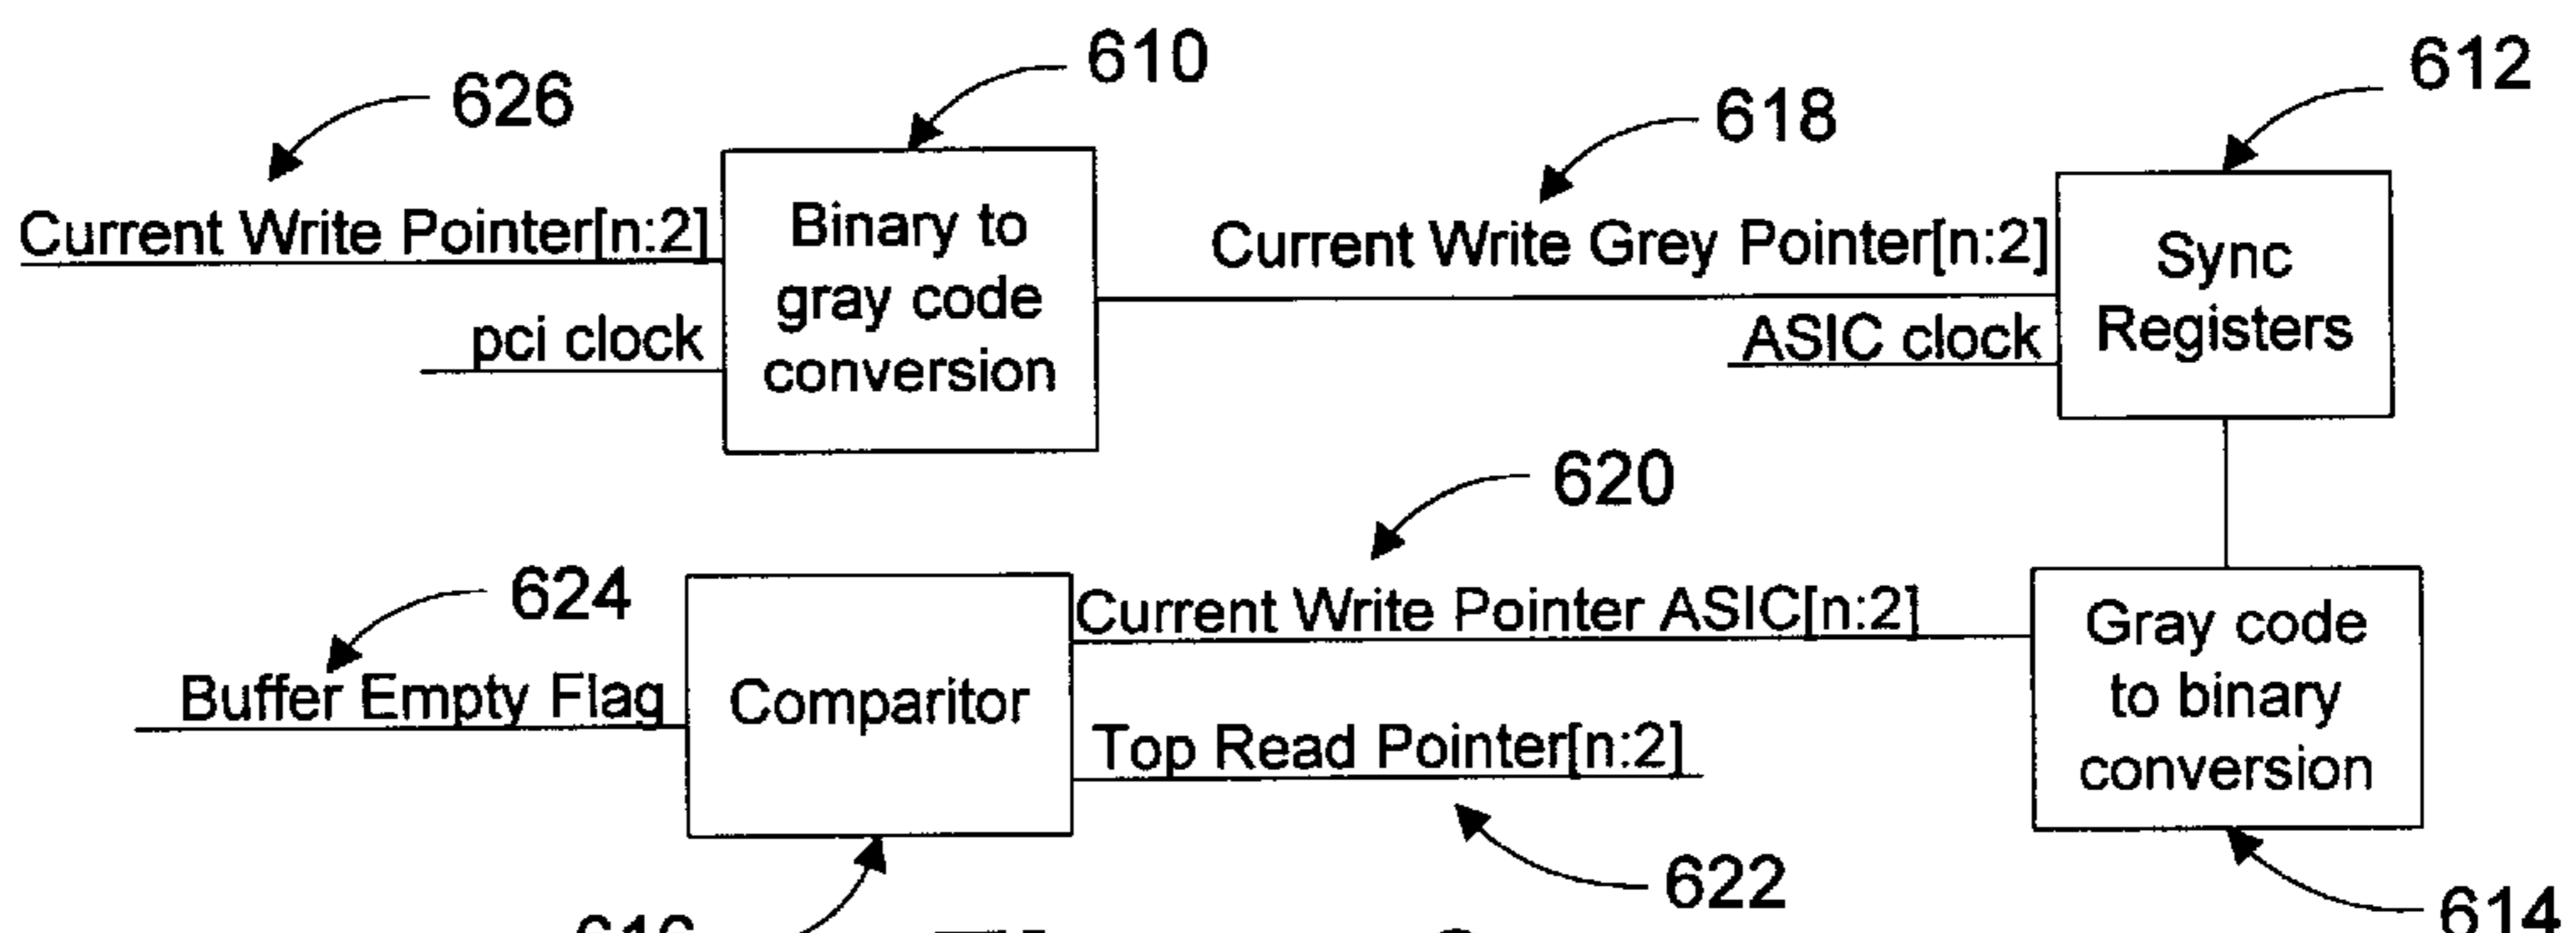 610
612
626
618
Current Write Pointer[n:2]
Binary to
gray code
conversion
pci clock
Current Write Grey Pointer[n:2]
ASIC clock
Sync
Registers
620
624
Current Write Pointer ASIC[n:2]
Buffer Empty Flag
Comparitor
Top Read Pointer[n:2]
Gray code
to binary
conversion
622
616
614